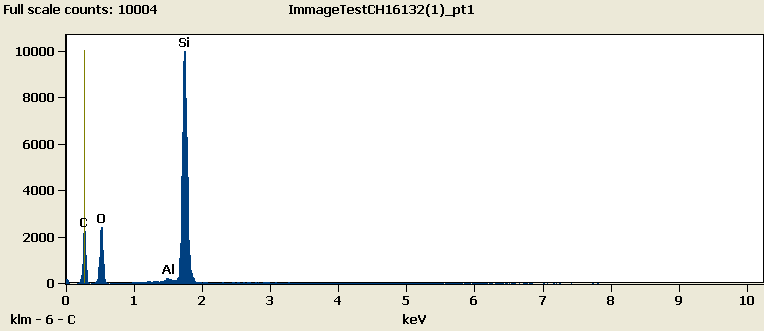 Full scale counts: 10004 ImmageTestCH16132(1)_pt1
Si
10000
8000
6000
4000
C O
2000
Al
0
0 1 2 3 4 5 6 7 8 9 10
klm - 6 - C keV